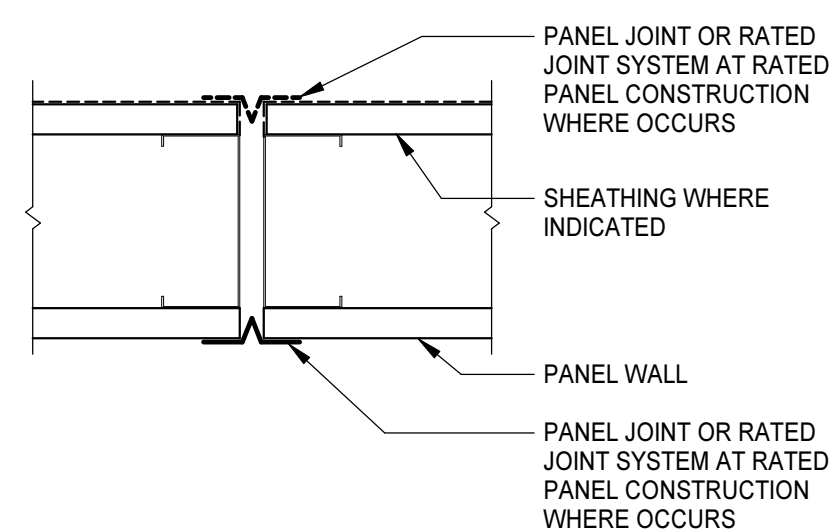 PANEL JOINT OR RATED
JOINT SYSTEM AT RATED
PANEL CONSTRUCTION
WHERE OCCURS
SHEATHING WHERE
INDICATED
PANEL WALL
PANEL JOINT OR RATED
JOINT SYSTEM AT RATED
PANEL CONSTRUCTION
WHERE OCCURS